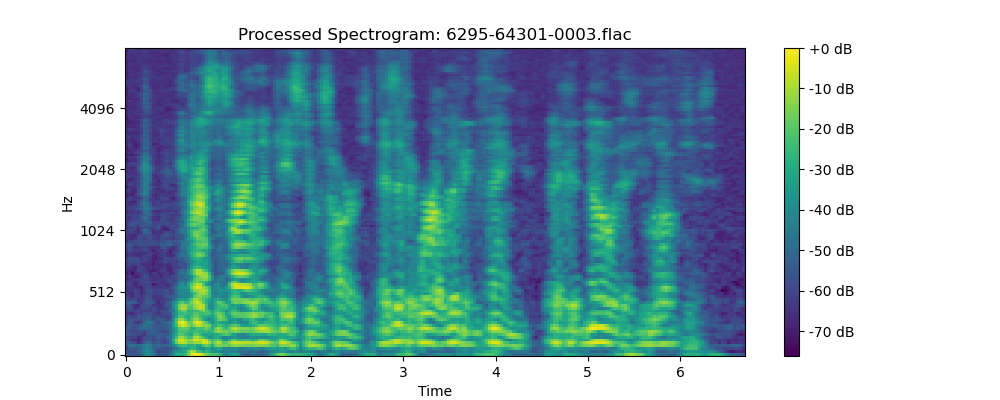 Processed Spectrogram: 6295-64301-0003.flac
Hz
4096
2048
1024
512
0
0 1 2 3 4 5 6
Time
+0 dB
-10 dB
-20 dB
-30 dB
-40 dB
-50 dB
-60 dB
-70 dB